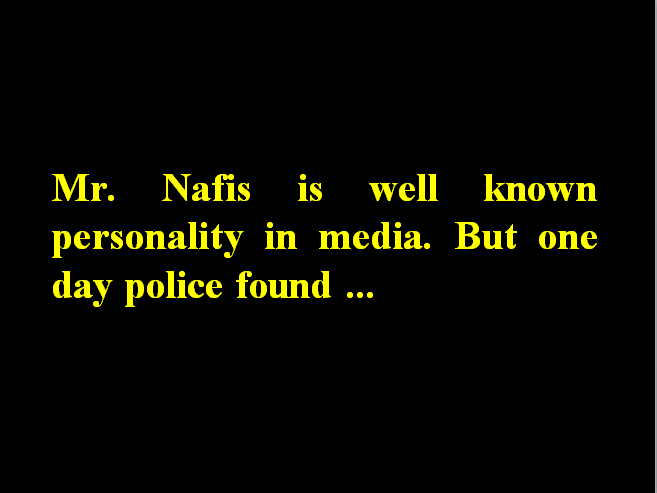 Mr. Nafis is well known
personality in media. But one
day police found ...